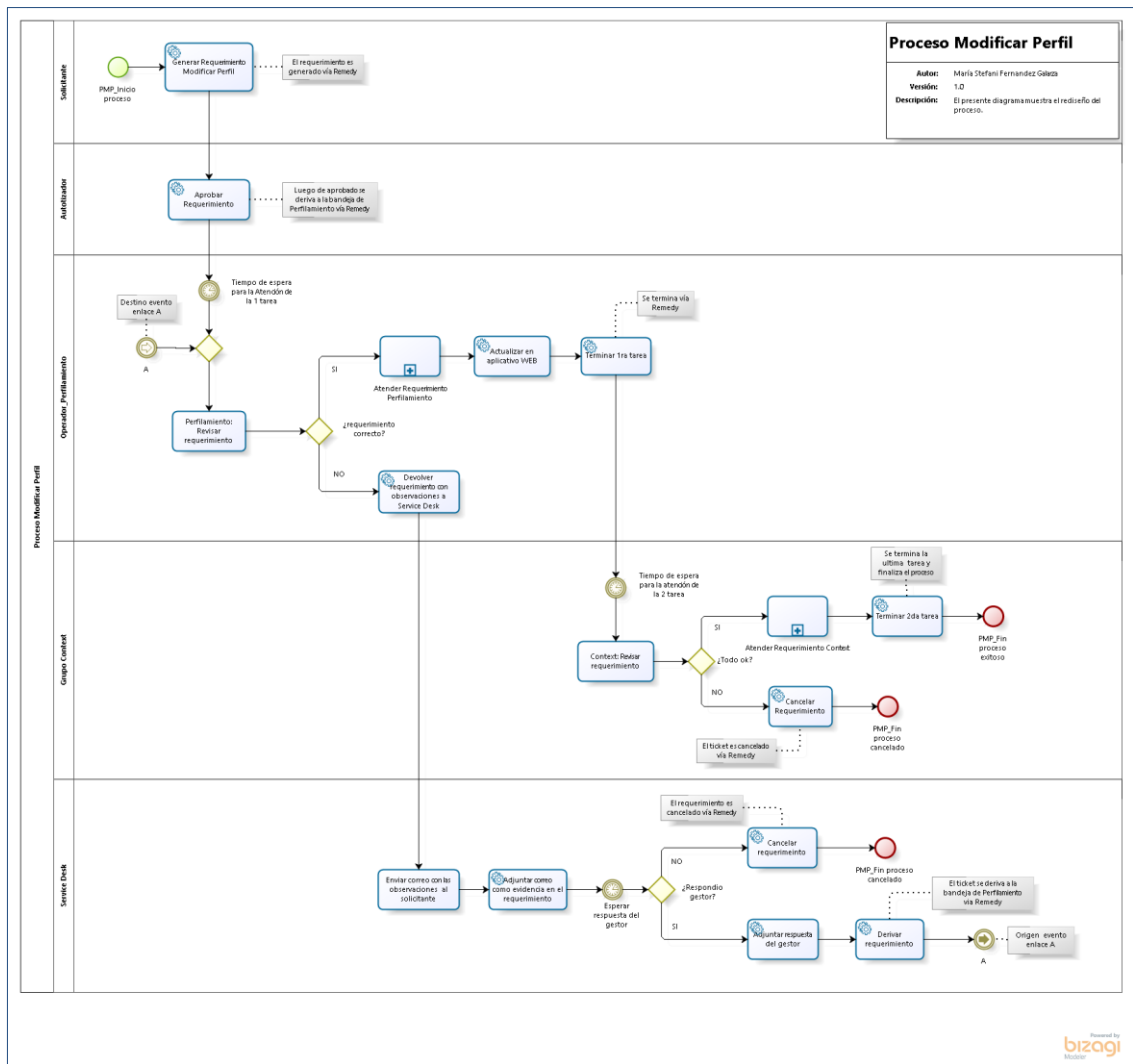 Proceso Modificar Perfil
Autor: María Stefani Fernandez Galarza
Versión: 1.0
Descripción: El presente diagrama muestra el rediseño del
proceso.
Proceso Modificar Perfil
Solicitante
PMP_Inicio
proceso
Generar Requerimiento
Modificar Perfil
El requerimiento es
generado vía Remedy
Autolizador
Aprobar
Requerimiento
Luego de aprobado se
deriva a la bandeja de
Perfilamiento vía Remedy
Operador_Perfilamiento
Tiempo de espera
para la Atención de
la 1 tarea
Destino evento
enlace A
A
Perfilamiento:
Revisar
requerimiento
¿requerimiento
correcto?
SI
NO
Atender Requerimiento
Perfilamiento
Actualizar en
aplicativo WEB
Terminar 1ra tarea
Se termina vía
Remedy
Devolver
requerimiento con
observaciones a
Service Desk
Grupo Context
Tiempo de espera
para la atención de
la 2 tarea
Context: Revisar
requerimiento
¿Todo ok?
SI
NO
Atender Requerimiento Context
Se termina la
ultima tarea y
finaliza el proceso
Terminar 2da tarea
PMP_Fin
proceso
exitoso
Cancelar
Requerimiento
PMP_Fin
proceso
cancelado
El ticket es cancelado
vía Remedy
Service Desk
Enviar correo con las
observaciones al
solicitante
Adjuntar correo
como evidencia en el
requerimiento
Esperar
respuesta del
gestor
¿Respondio
gestor?
NO
SI
El requerimiento es
cancelado vía Remedy
Cancelar
requerimeinto
PMP_Fin proceso
cancelado
Adjuntar respuesta
del gestor
Derivar
requerimiento
El ticket se deriva a la
bandeja de Perfilamiento
via Remedy
A
Origen evento
enlace A
Powered by
bizagi
Modeler